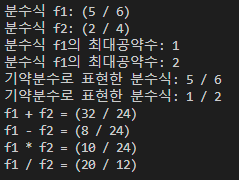 분수식 f1: (5 / 6)
분수식 f2: (2 / 4)
분수식 f1의 최대공약수: 1
분수식 f1의 최대공약수: 2
기약분수로 표현한 분수식: 5 / 6
기약분수로 표현한 분수식: 1 / 2
f1 + f2 = (32 / 24)
f1 - f2 = (8 / 24)
f1 * f2 = (10 / 24)
f1 / f2 = (20 / 12)